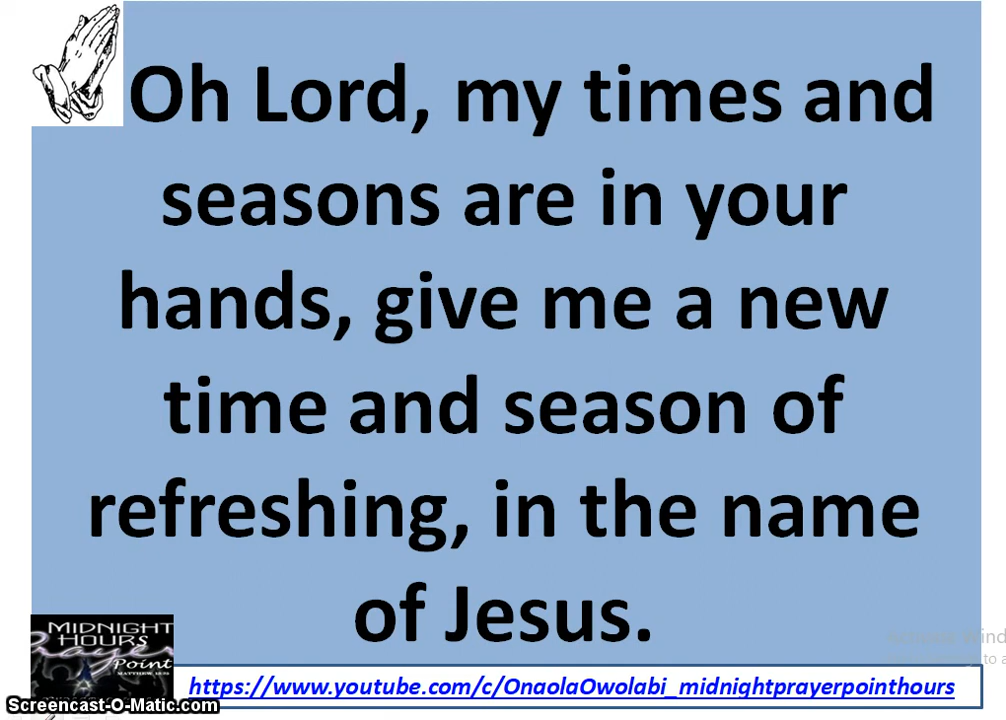 Oh Lord, my times and
seasons are in your
hands, give me a new
time and season of
refreshing, in the name
of Jesus.
MIDNIGHT
HOURS
Prayer
Point
https://www.youtube.com/c/OnaolaOwolabi_midnightprayerpointhours
Screencast-O-Matic.com